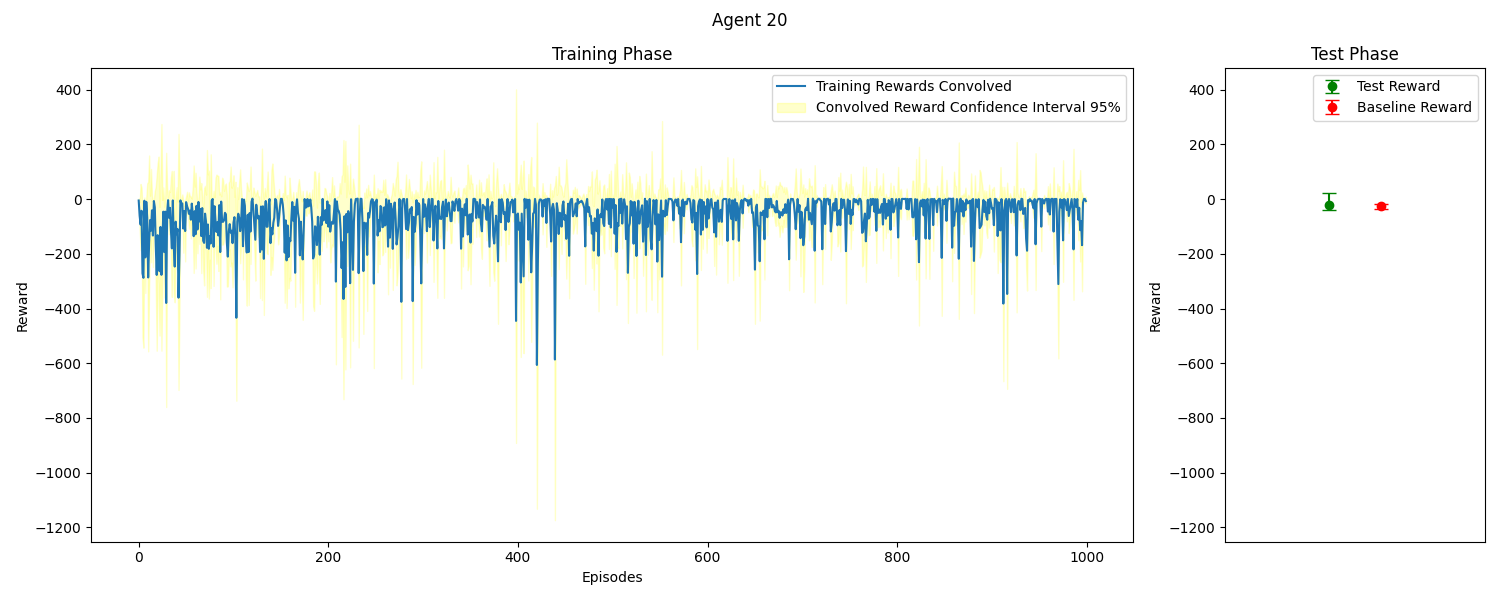 Agent 20
Training Phase
Training Rewards Convolved
Convolved Reward Confidence Interval 95%
400
200
0
−200
−400
−600
−800
−1000
−1200
Reward
0
200
400
600
800
1000
Episodes
Test Phase
Test Reward
Baseline Reward
400
200
0
−200
−400
−600
−800
−1000
−1200
Reward